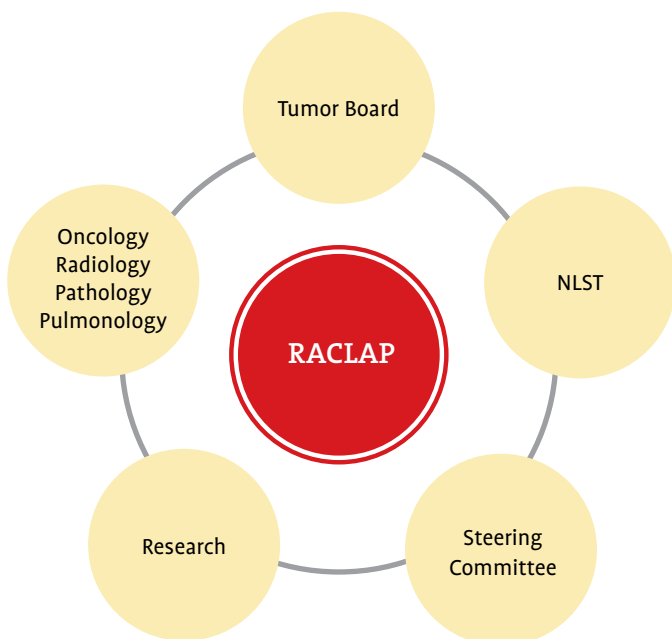 Tumor Board
Oncology
Radiology
Pathology
Pulmonology
NLST
RACLAP
Research
Steering
Committee